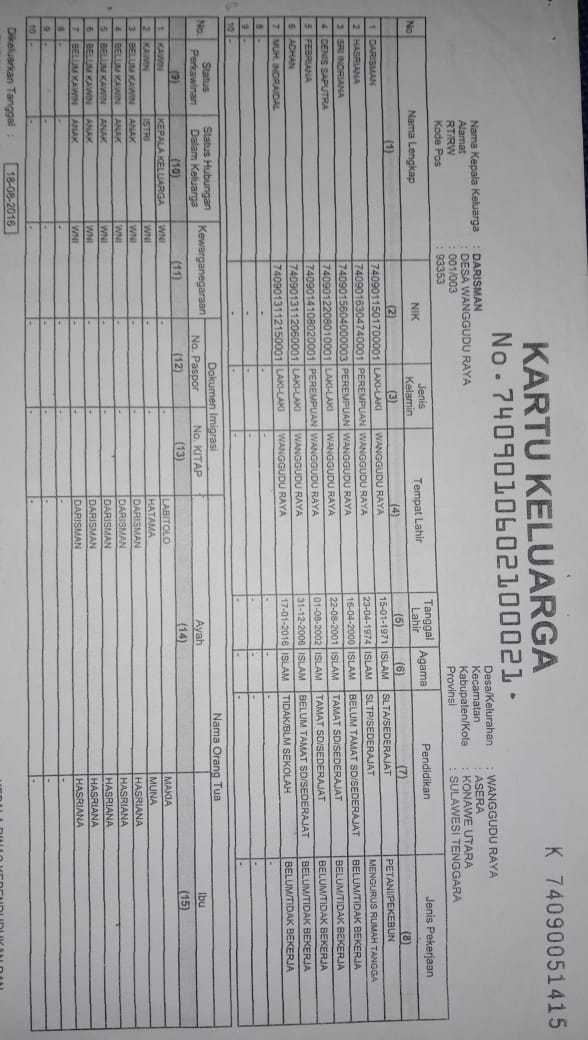 K 74090051415
KARTU KELUARGA
No. 7409010602100021.
Nama Kepala Keluarga : DARISMAN
Alamat : DESA WANGGUDU RAYA
RT/RW : 001/003
Kode Pos : 93353
Desa/Kelurahan : WANGGUDU RAYA
Kecamatan : ASERA
Kabupaten/Kota : KONAWE UTARA
Provinsi : SULAWESI TENGGARA
No Nama Lengkap NIK Jenis Kelamin Tempat Lahir Tanggal Lahir Agama Pendidikan Jenis Pekerjaan
(1) (2) (3) (4) (5) (6) (7) (8)
1 DARISMAN 7409011501700001 LAKI-LAKI WANGGUDU RAYA 15-01-1971 ISLAM SLTA/SEDERAJAT PETANI/PEKEBUN
2 HASRIANA 7409016304740001 PEREMPUAN WANGGUDU RAYA 23-04-1974 ISLAM SLTP/SEDERAJAT MENGURUS RUMAH TANGGA
3 SRI INDRIANA 7409015604000003 PEREMPUAN WANGGUDU RAYA 16-04-2000 ISLAM BELUM TAMAT SD/SEDERAJAT BELUM/TIDAK BEKERJA
4 DENIS SAPUTRA 7409012208010001 LAKI-LAKI WANGGUDU RAYA 22-08-2001 ISLAM TAMAT SD/SEDERAJAT BELUM/TIDAK BEKERJA
5 FEBRIANA 7409014108020001 PEREMPUAN WANGGUDU RAYA 01-08-2002 ISLAM TAMAT SD/SEDERAJAT BELUM/TIDAK BEKERJA
6 ADHAN 7409013112060001 LAKI-LAKI WANGGUDU RAYA 31-12-2006 ISLAM BELUM TAMAT SD/SEDERAJAT BELUM/TIDAK BEKERJA
7 MUH. INDRAIDAL 7409013112150001 LAKI-LAKI WANGGUDU RAYA 17-01-2016 ISLAM TIDAK/BLM SEKOLAH BELUM/TIDAK BEKERJA
8 - - - - - - - -
9 - - - - - - - -
10 - - - - - - - -
No. Status Perkawinan Status Hubungan Dalam Keluarga Kewarganegaraan Dokumen Imigrasi Nama Orang Tua
No. Paspor No. KITAP Ayah Ibu
(9) (10) (11) (12) (13) (14) (15)
1 KAWIN KEPALA KELUARGA WNI - - LABITOLO MAKIA
2 KAWIN ISTRI WNI - - HATAMA MUNA
3 BELUM KAWIN ANAK WNI - - DARISMAN HASRIANA
4 BELUM KAWIN ANAK WNI - - DARISMAN HASRIANA
5 BELUM KAWIN ANAK WNI - - DARISMAN HASRIANA
6 BELUM KAWIN ANAK WNI - - DARISMAN HASRIANA
7 BELUM KAWIN ANAK WNI - - DARISMAN HASRIANA
8 - - - - - - -
9 - - - - - - -
10 - - - - - - -
Dikeluarkan Tanggal : 18-08-2016
KEPALA DINAS KEPENDUDUKAN DAN